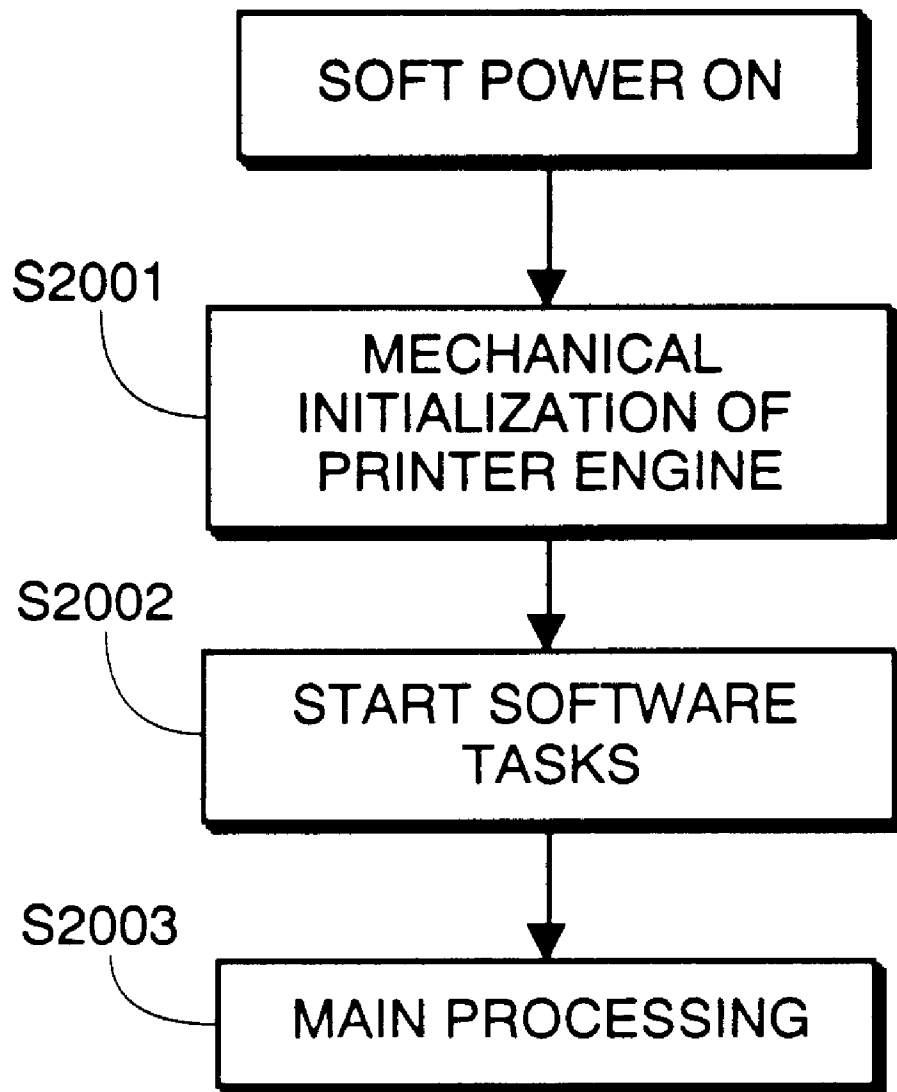 SOFT POWER ON
S2001
MECHANICAL
INITIALIZATION OF
PRINTER ENGINE
S2002
START SOFTWARE
TASKS
S2003
MAIN PROCESSING